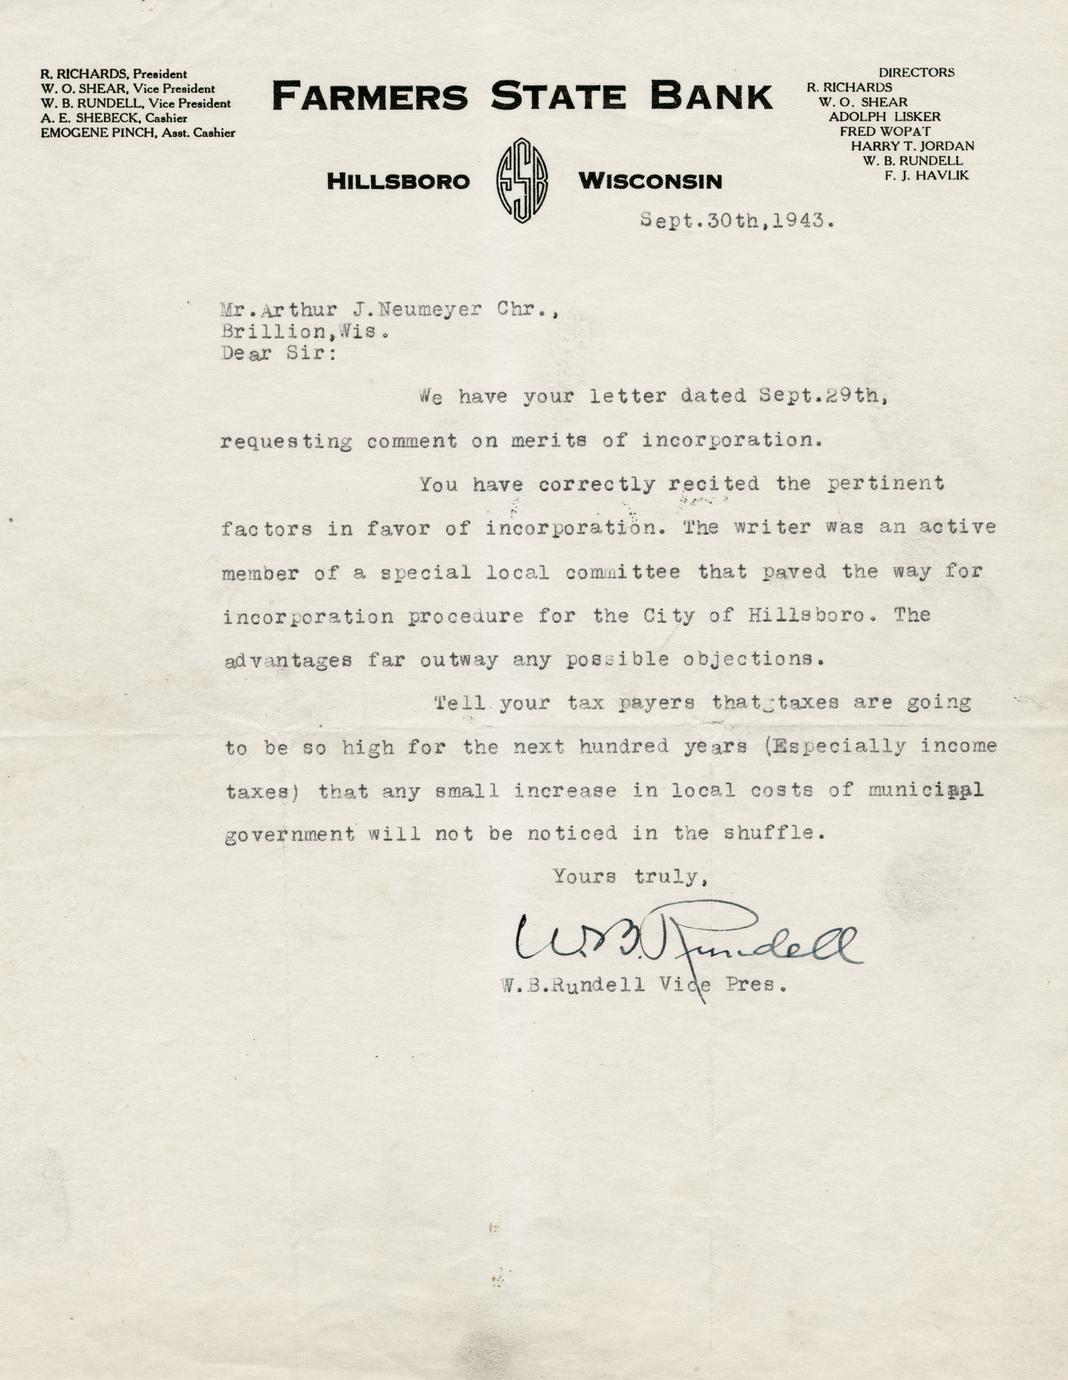 R. RICHARDS, President
W. O. SHEAR, Vice President
W. B. RUNDELL, Vice President
A. E. SHEBECK, Cashier
EMOGENE PINCH, Asst. Cashier
FARMERS STATE BANK
HILLSBORO FSB WISCONSIN
DIRECTORS
R. RICHARDS
W. O. SHEAR
ADOLPH LISKER
FRED WOPAT
HARRY T. JORDAN
W. B. RUNDELL
F. J. HAVLIK
Sept.30th,1943.
Mr.Arthur J.Neumeyer Chr.,
Brillion,Wis.
Dear Sir:
We have your letter dated Sept.29th,
requesting comment on merits of incorporation.
You have correctly recited the pertinent
factors in favor of incorporation. The writer was an active
member of a special local committee that paved the way for
incorporation procedure for the City of Hillsboro. The
advantages far outway any possible objections.
Tell your tax payers that taxes are going
to be so high for the next hundred years (Especially income
taxes) that any small increase in local costs of municipal
government will not be noticed in the shuffle.
Yours truly,
W.B.Rundell
W.B.Rundell Vice Pres.